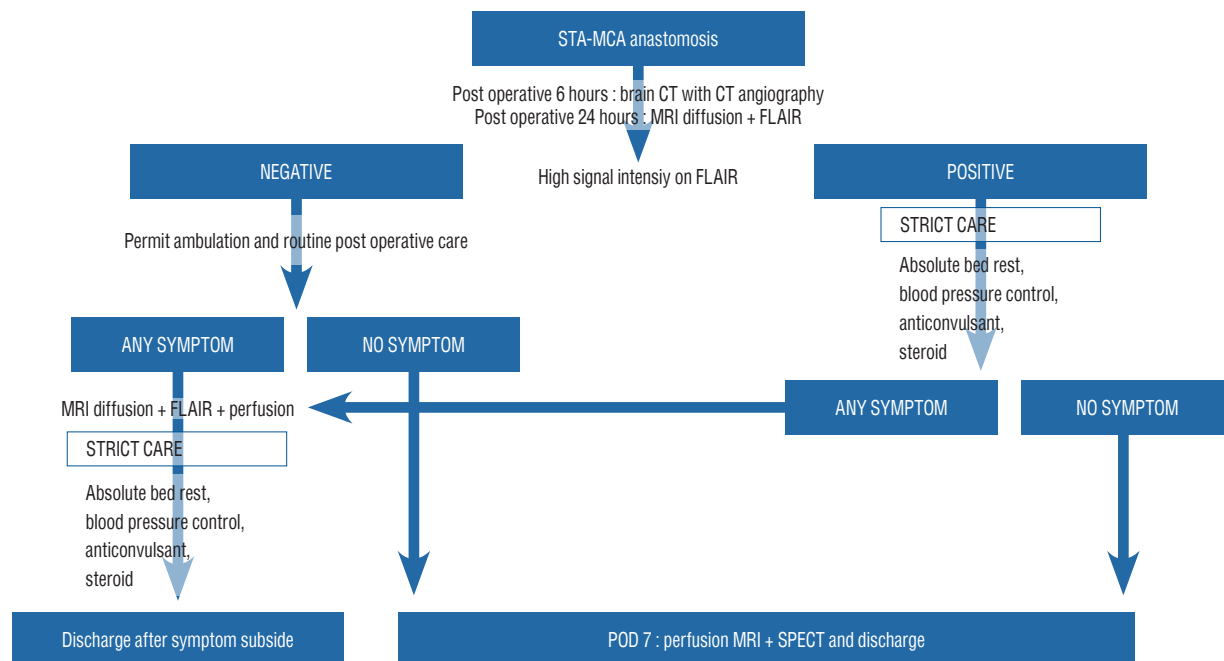 STA-MCA anastomosis
Post operative 6 hours : brain CT with CT angiography
Post operative 24 hours : MRI diffusion + FLAIR
High signal intensiy on FLAIR
NEGATIVE
Permit ambulation and routine post operative care
POSITIVE
STRICT CARE
Absolute bed rest,
blood pressure control,
anticonvulsant,
steroid
ANY SYMPTOM
NO SYMPTOM
ANY SYMPTOM
NO SYMPTOM
MRI diffusion + FLAIR + perfusion
STRICT CARE
Absolute bed rest,
blood pressure control,
anticonvulsant,
steroid
Discharge after symptom subside
POD 7 : perfusion MRI + SPECT and discharge